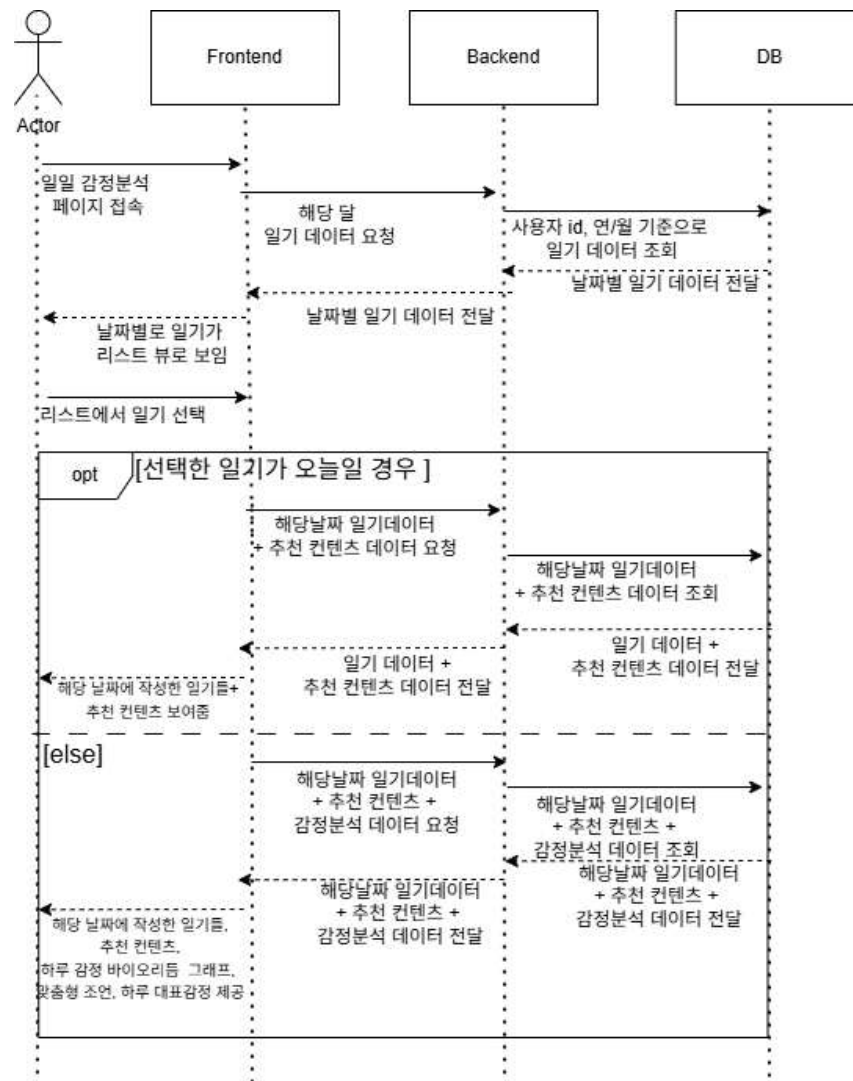 Frontend
Backend
DB
Actor
일일 감정분석
페이지 접속
해당 달
일기 데이터 요청
사용자 id, 연/월 기준으로
일기 데이터 조회
날짜별 일기 데이터 전달
날짜별 일기 데이터 전달
날짜별로 일기가
리스트 뷰로 보임
리스트에서 일기 선택
opt
[선택한 일기가 오늘일 경우 ]
해당날짜 일기데이터
+ 추천 컨텐츠 데이터 요청
해당날짜 일기데이터
+ 추천 컨텐츠 데이터 조회
일기 데이터 +
추천 컨텐츠 데이터 전달
일기 데이터 +
추천 컨텐츠 데이터 전달
해당 날짜에 작성한 일기들+
추천 컨텐츠 보여줌
[else]
해당날짜 일기데이터
+ 추천 컨텐츠 +
감정분석 데이터 요청
해당날짜 일기데이터
+ 추천 컨텐츠 +
감정분석 데이터 조회
해당날짜 일기데이터
+ 추천 컨텐츠 +
감정분석 데이터 전달
해당날짜 일기데이터
+ 추천 컨텐츠 +
감정분석 데이터 전달
해당 날짜에 작성한 일기들,
추천 컨텐츠,
하루 감정 바이오리듬 그래프,
맞춤형 조언, 하루 대표감정 제공